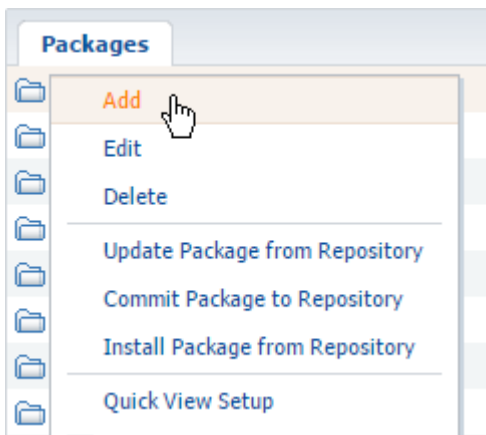 Packages
Add
Edit
Delete
Update Package from Repository
Commit Package to Repository
Install Package from Repository
Quick View Setup